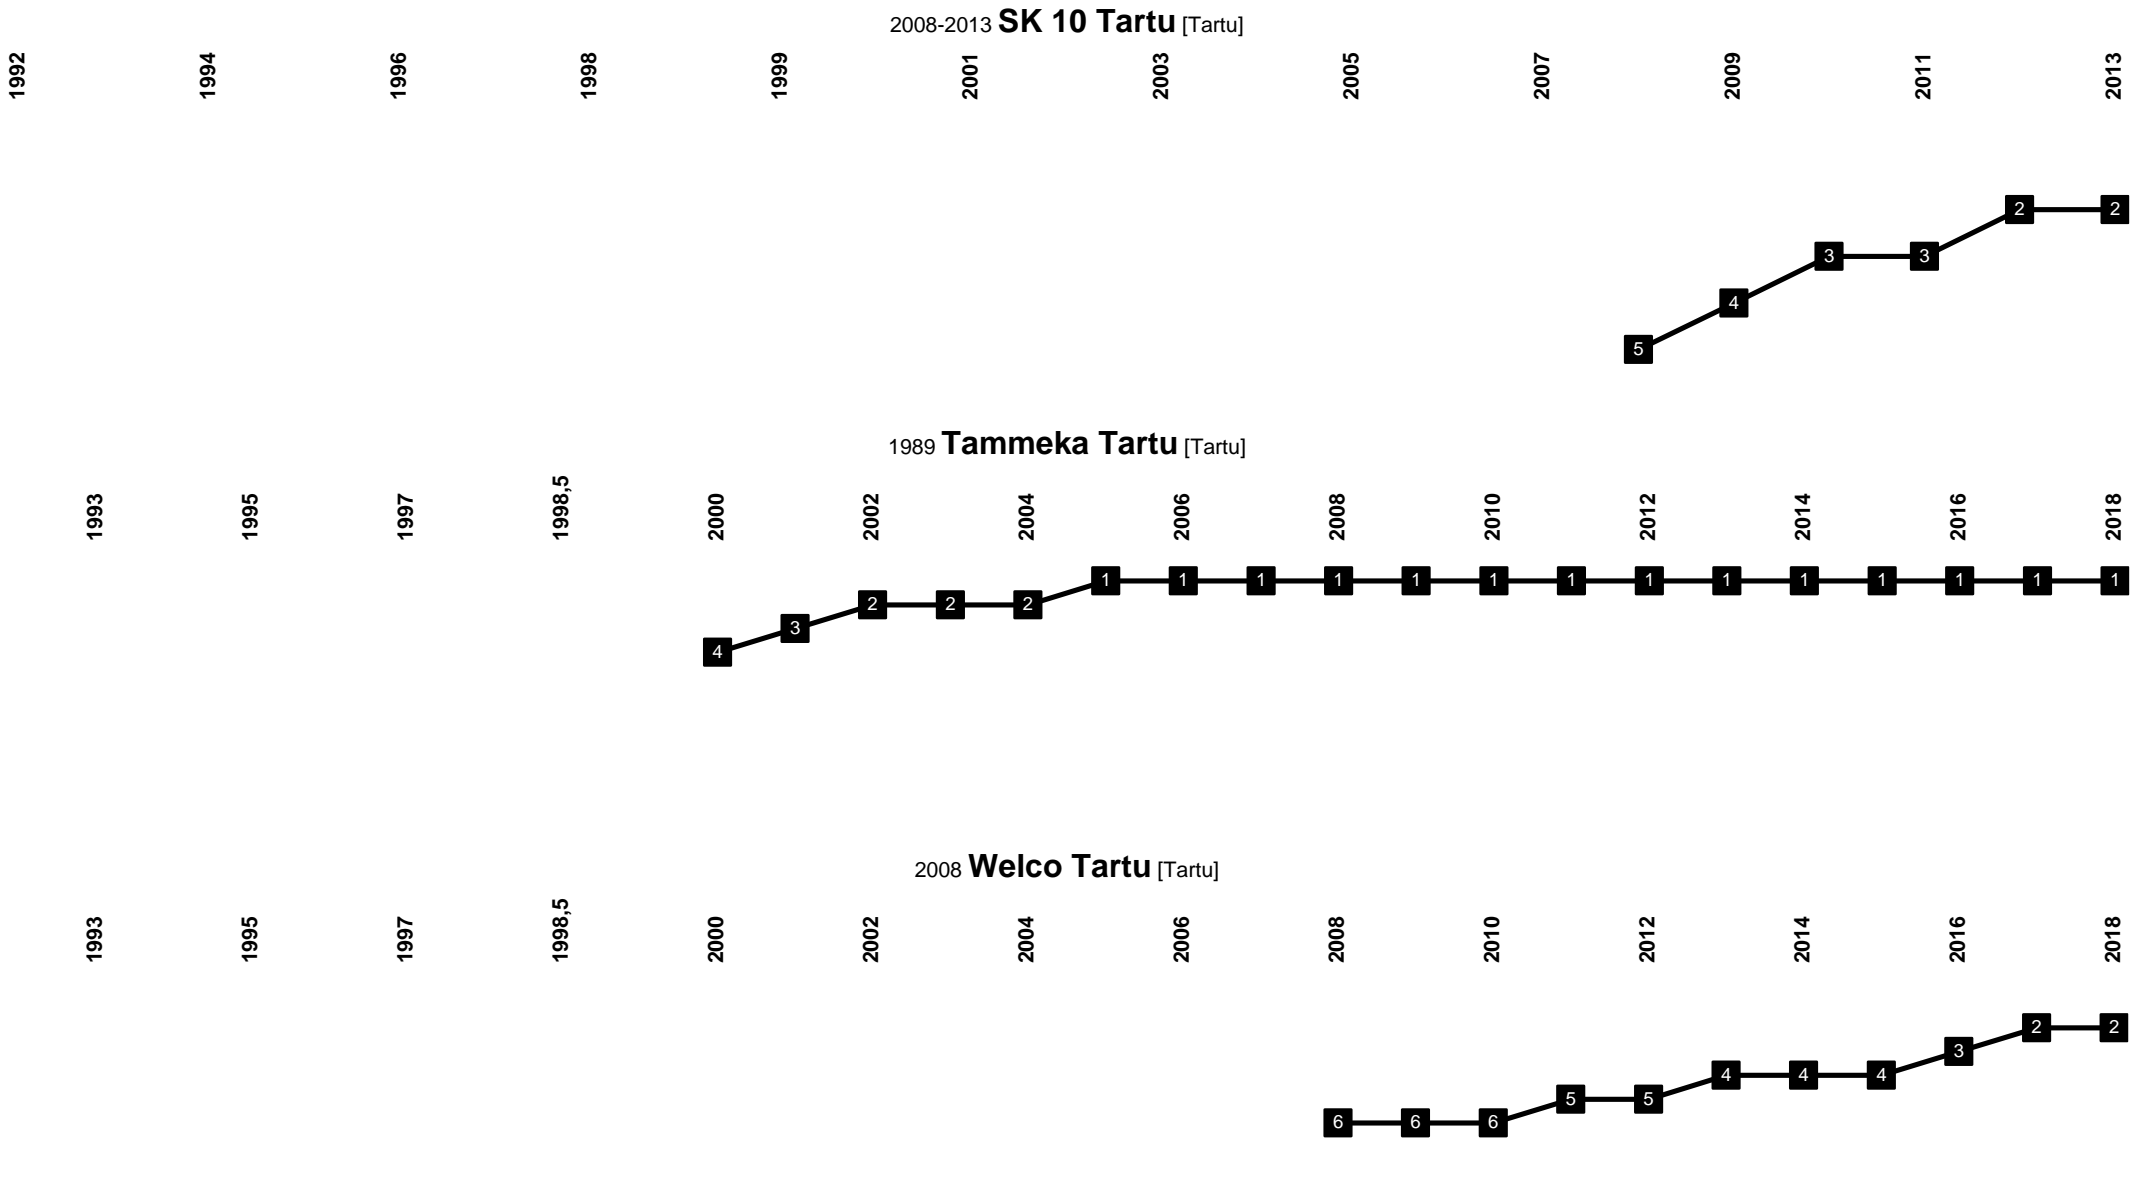 2008-2013 SK 10 Tartu [Tartu]
1992 1994 1996 1998 1999 2001 2003 2005 2007 2009 2011 2013
2 2
3 3
4
5
1989 Tammeka Tartu [Tartu]
1993 1995 1997 1998,5 2000 2002 2004 2006 2008 2010 2012 2014 2016 2018
1 1 1 1 1 1 1 1 1 1 1 1 1 1
2 2 2
3
4
2008 Welco Tartu [Tartu]
1993 1995 1997 1998,5 2000 2002 2004 2006 2008 2010 2012 2014 2016 2018
2 2
3
4 4 4
5 5
6 6 6